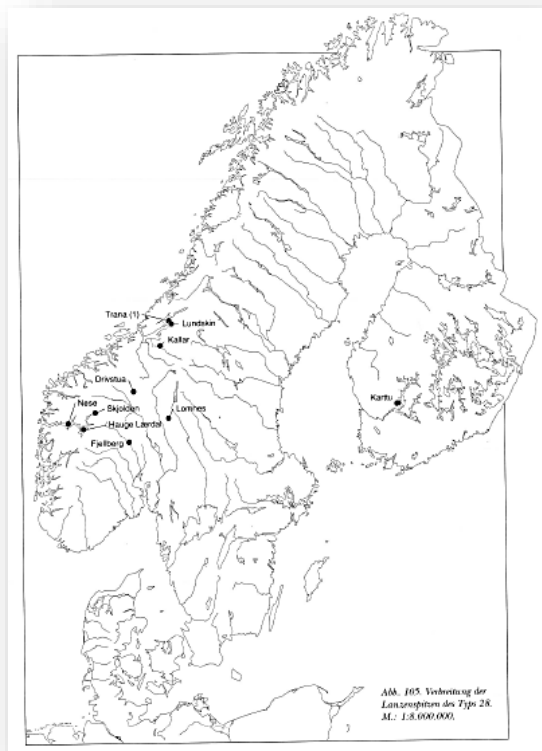 Trana (1)
Lundskin
Kallar
Drivstua
Nese
Skjolden
Lomnes
Hauge Lærdal
Fjellberg
Karttu
Abb. 105. Verbreitung der
Lanzenspitzen des Typs 28.
M.: 1:8.000.000.